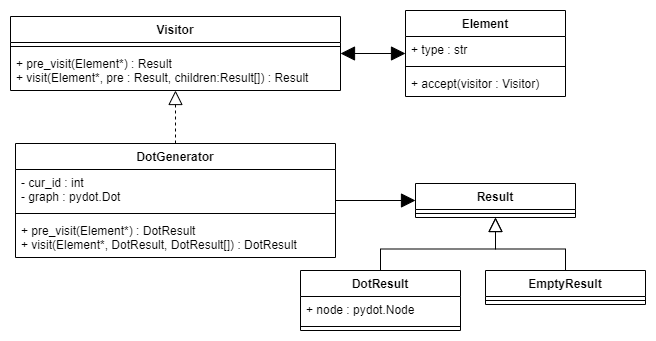 Visitor
+ pre_visit(Element*) : Result
+ visit(Element*, pre : Result, children:Result[]) : Result
Element
+ type : str
+ accept(visitor : Visitor)
DotGenerator
- cur_id : int
- graph : pydot.Dot
+ pre_visit(Element*) : DotResult
+ visit(Element*, DotResult, DotResult[]) : DotResult
Result
DotResult
+ node : pydot.Node
EmptyResult